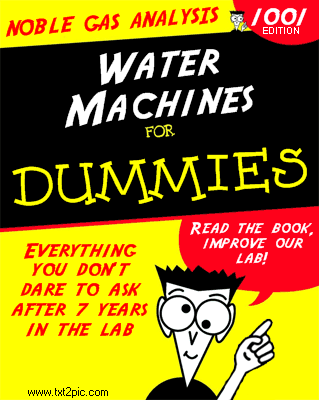 NOBLE GAS ANALYSIS
1001
EDITION
WATER
MACHINES
FOR
DUMMIES
READ THE BOOK,
IMPROVE OUR
LAB!
EVERYTHING
YOU DON'T
DARE TO ASK
AFTER 7 YEARS
IN THE LAB
www.txt2pic.com